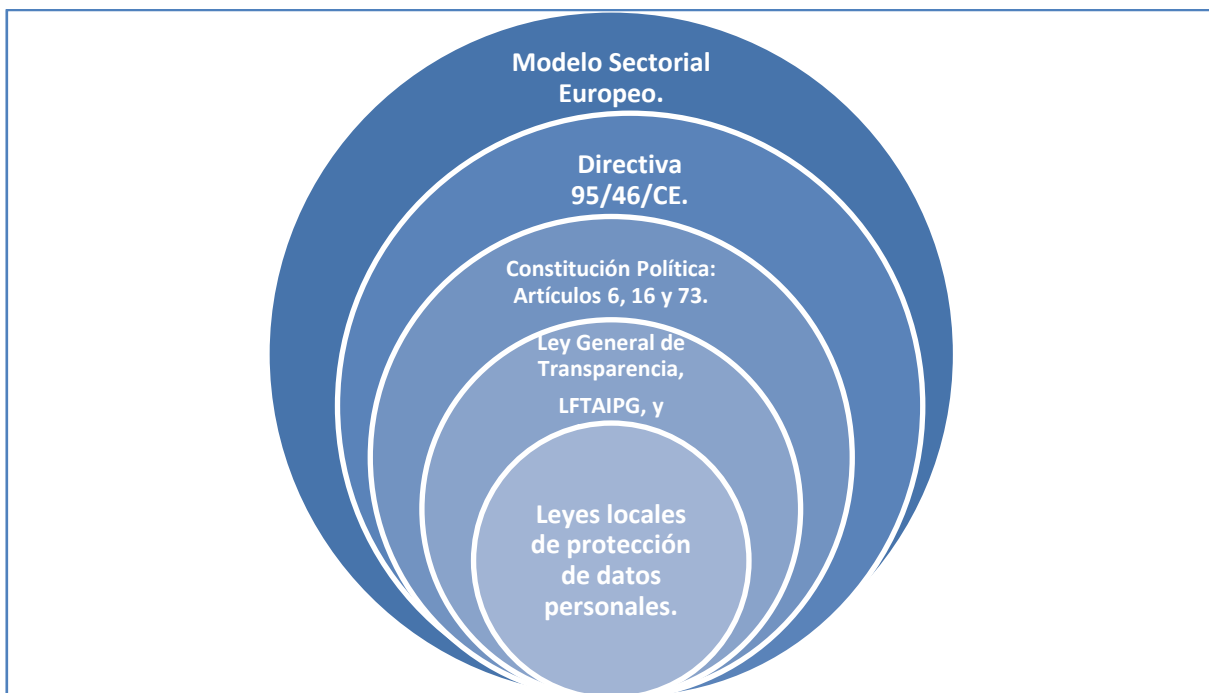 Modelo Sectorial
Europeo.
Directiva
95/46/CE.
Constitución Política:
Artículos 6, 16 y 73.
Ley General de
Transparencia,
LFTAIPG, y
Leyes locales
de protección
de datos
personales.